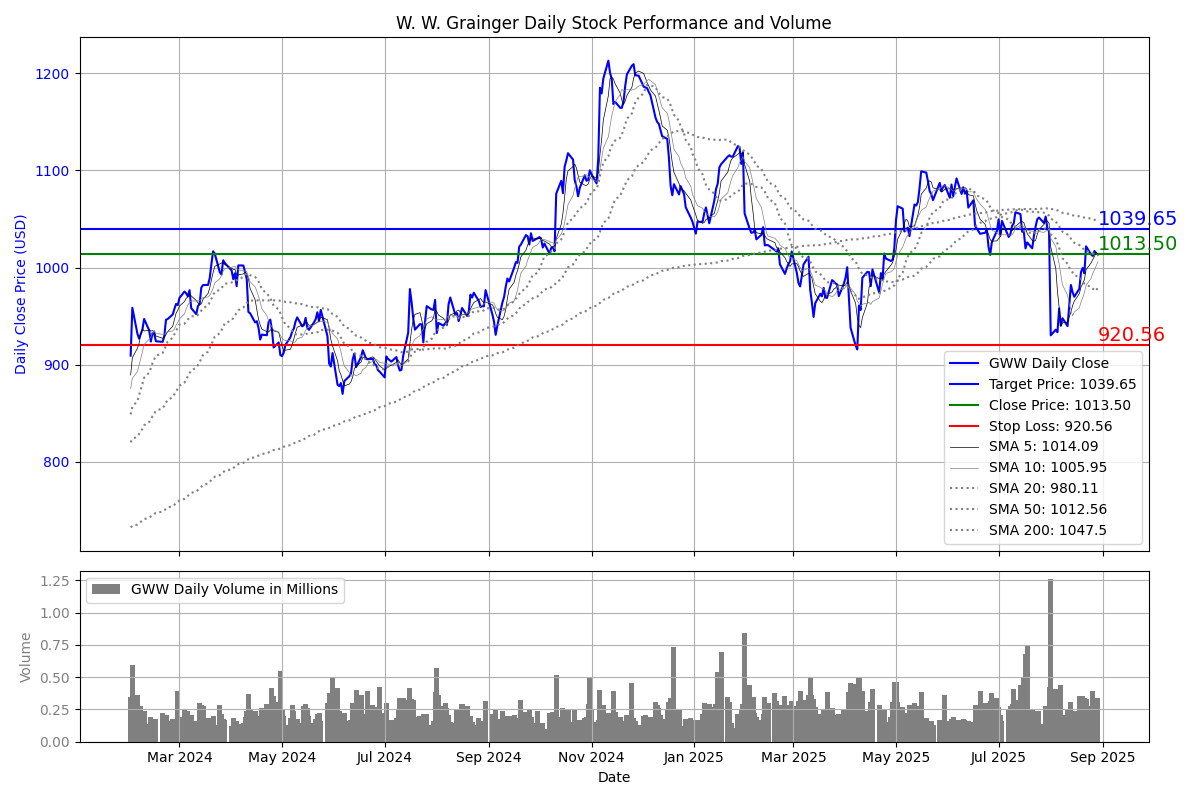 W. W. Grainger Daily Stock Performance and Volume
Daily Close Price (USD)
1200
1100
1000
900
800
1039.65
1013.50
920.56
GWW Daily Close
Target Price: 1039.65
Close Price: 1013.50
Stop Loss: 920.56
SMA 5: 1014.09
SMA 10: 1005.95
SMA 20: 980.11
SMA 50: 1012.56
SMA 200: 1047.5
Volume
1.25
1.00
0.75
0.50
0.25
0.00
GWW Daily Volume in Millions
Mar 2024 May 2024 Jul 2024 Sep 2024 Nov 2024 Jan 2025 Mar 2025 May 2025 Jul 2025 Sep 2025
Date